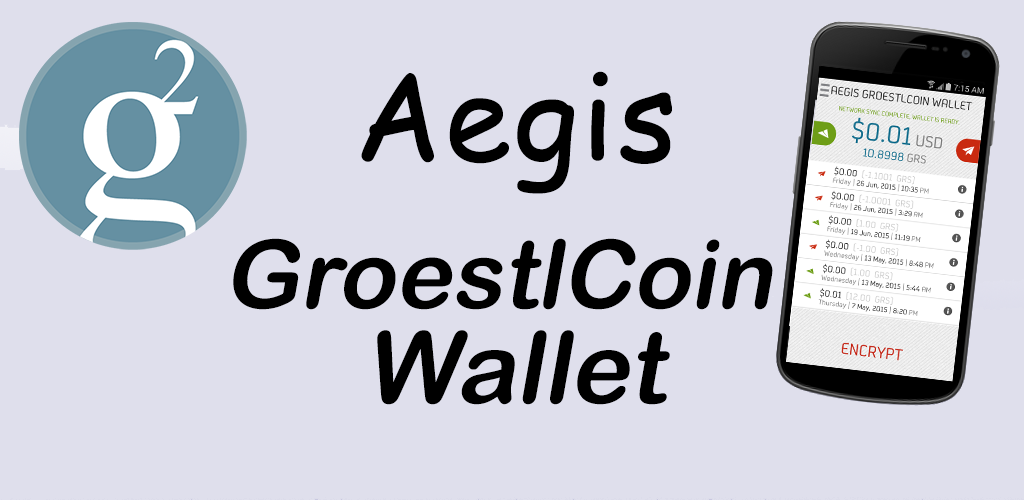 g2
Aegis
GroestlCoin
Wallet
7:15 AM
AEGIS GROESTLCOIN WALLET
NETWORK SYNC COMPLETE, WALLET IS READY.
$0.01 USD
10.8998 GRS
$0.00 (-1.1001 GRS)
Friday | 26 Jun, 2015 | 10:35 PM
$0.00 (-1.0001 GRS)
Friday | 26 Jun, 2015 | 3:29 PM
$0.00 (1.00 GRS)
Friday | 19 Jun, 2015 | 11:19 PM
$0.00 (-1.00 GRS)
Wednesday | 13 May, 2015 | 8:48 PM
$0.00 (1.00 GRS)
Wednesday | 13 May, 2015 | 5:44 PM
$0.01 (12.00 GRS)
Thursday | 7 May, 2015 | 8:20 PM
ENCRYPT